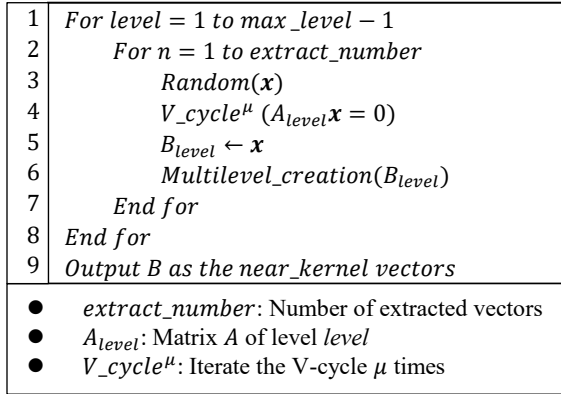 1 For level = 1 to max_level − 1
2 For n = 1 to extract_number
3 Random(x)
4 V_cycle^μ (A_level x = 0)
5 B_level ← x
6 Multilevel_creation(B_level)
7 End for
8 End for
9 Output B as the near_kernel vectors
● extract_number: Number of extracted vectors
● A_level: Matrix A of level level
● V_cycle^μ: Iterate the V-cycle μ times